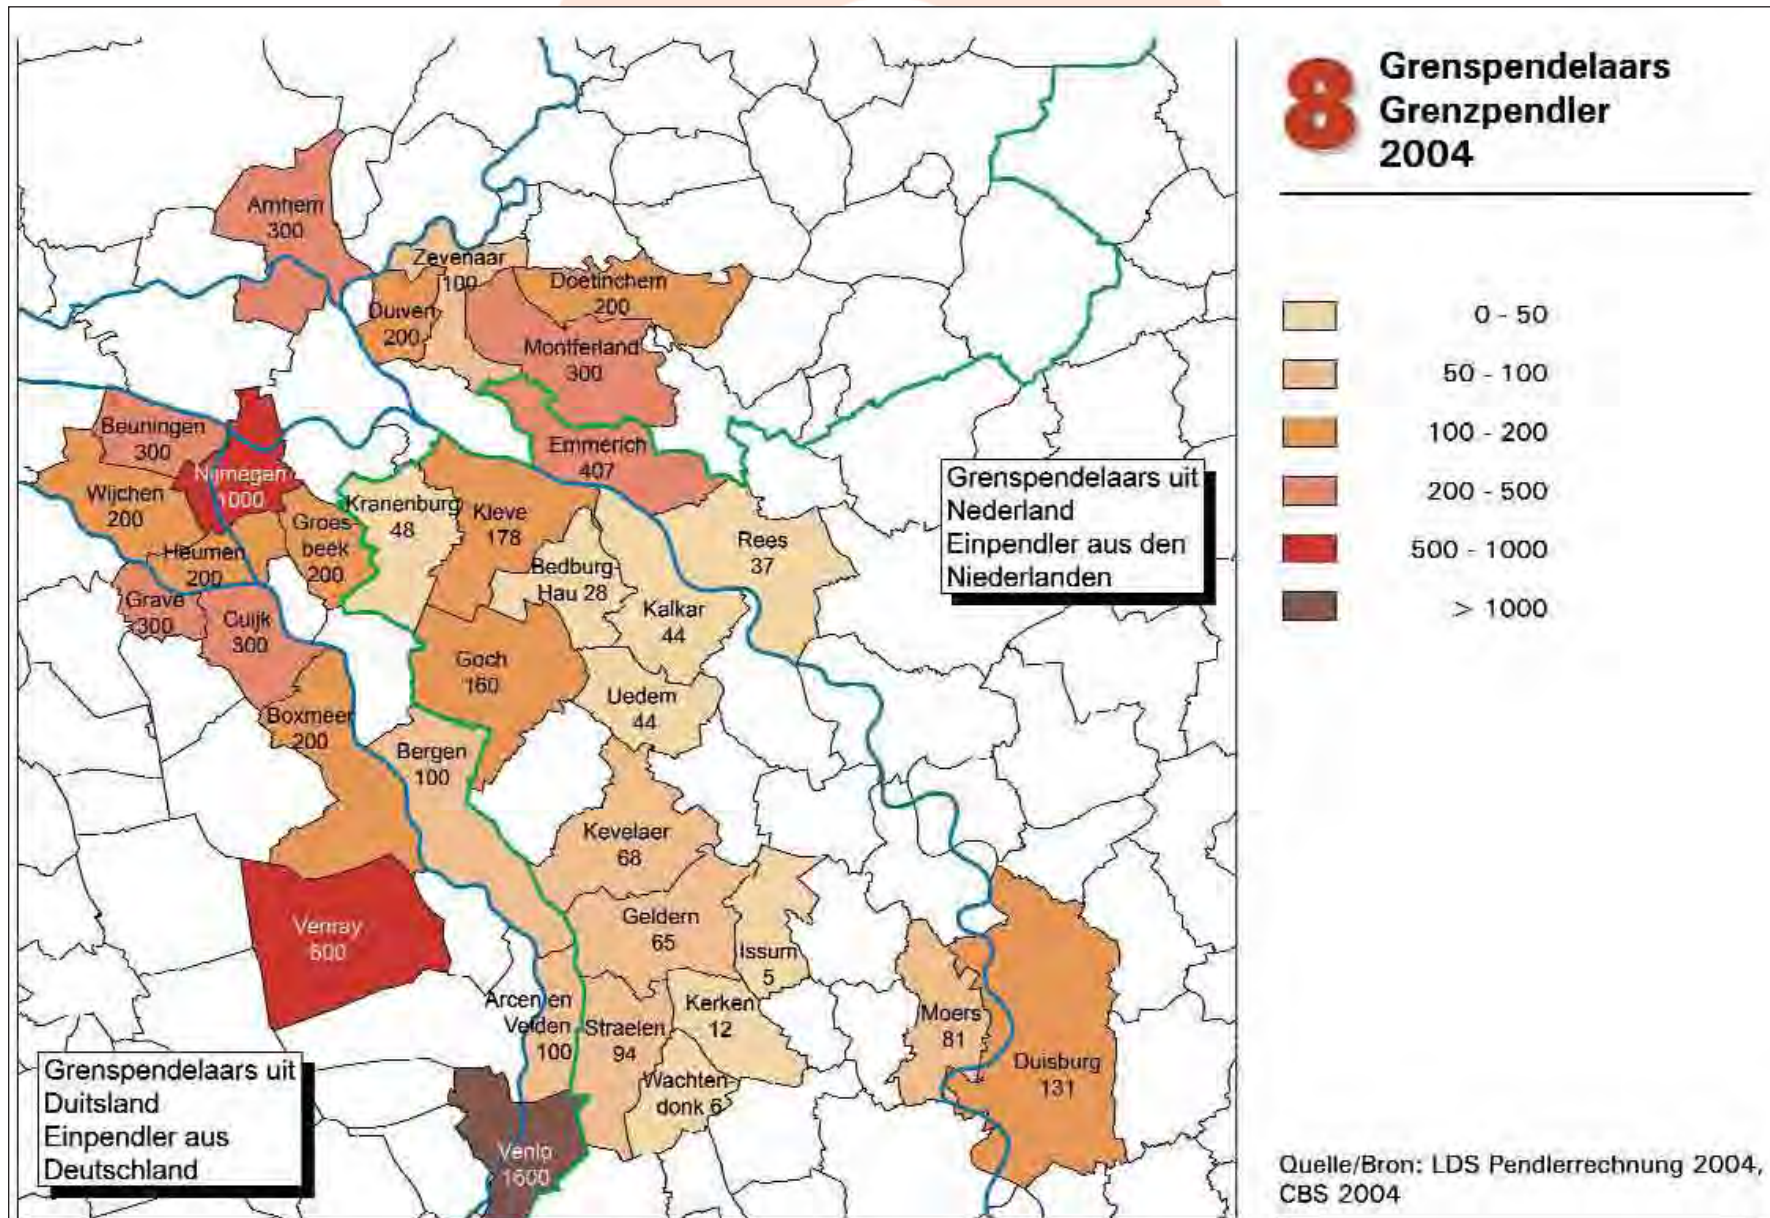 8
Grenspendelaars
Grenzpendler
2004
0 - 50
50 - 100
100 - 200
200 - 500
500 - 1000
> 1000
Arnhem
300
Zevenaar
100
Duiven
200
Doetinchem
200
Montferland
300
Emmerich
407
Beuningen
300
Nijmegen
1000
Wijchen
200
Heumen
200
Groes-
beek
200
Kranenburg
48
Kleve
178
Bedburg-
Hau 28
Rees
37
Kalkar
44
Grave
300
Cuijk
300
Goch
160
Uedem
44
Boxmeer
200
Bergen
100
Kevelaer
68
Venray
600
Geldern
65
Issum
5
Arcen en
Velden
100
Straelen
94
Kerken
12
Moers
81
Wachten-
donk 6
Duisburg
131
Venlo
1600
Grenspendelaars uit
Nederland
Einpendler aus den
Niederlanden
Grenspendelaars uit
Duitsland
Einpendler aus
Deutschland
Quelle/Bron: LDS Pendlerrechnung 2004,
CBS 2004